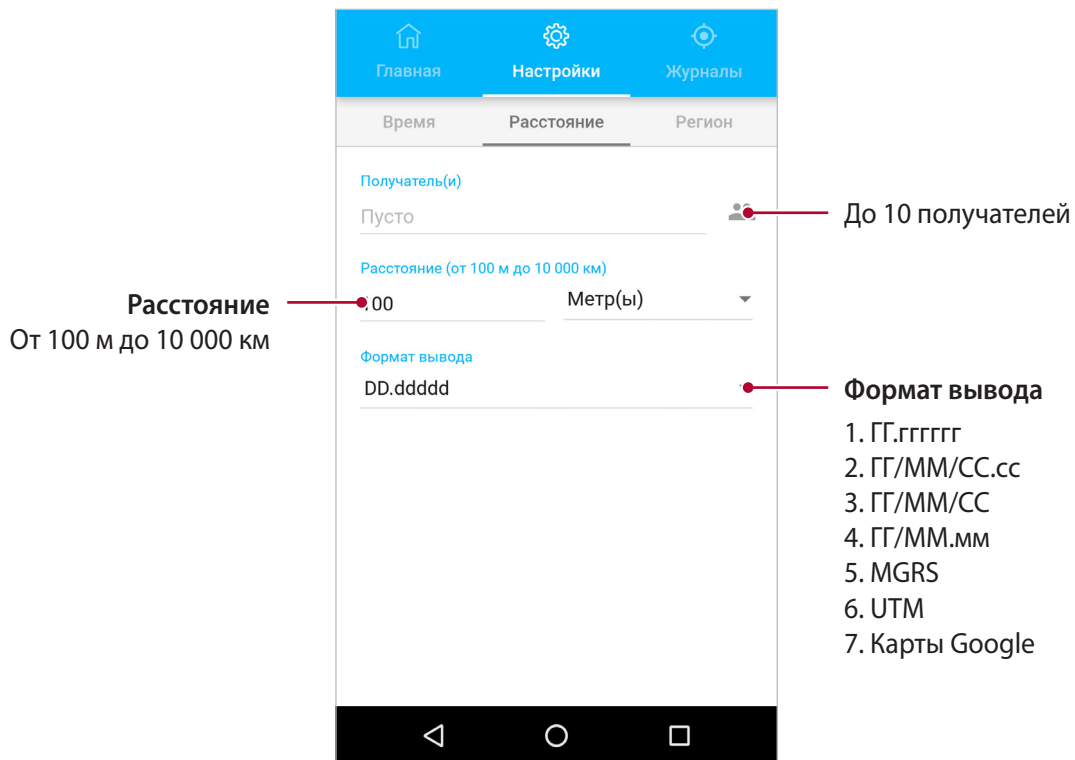 Главная
Настройки
Журналы
Время
Расстояние
Регион
Получатель(и)
Пусто
До 10 получателей
Расстояние (от 100 м до 10 000 км)
00
Метр(ы)
Расстояние
От 100 м до 10 000 км
Формат вывода
DD.ddddd
Формат вывода
1. ГГ.гггггг
2. ГГ/ММ/СС.сс
3. ГГ/ММ/СС
4. ГГ/ММ.мм
5. MGRS
6. UTM
7. Карты Google